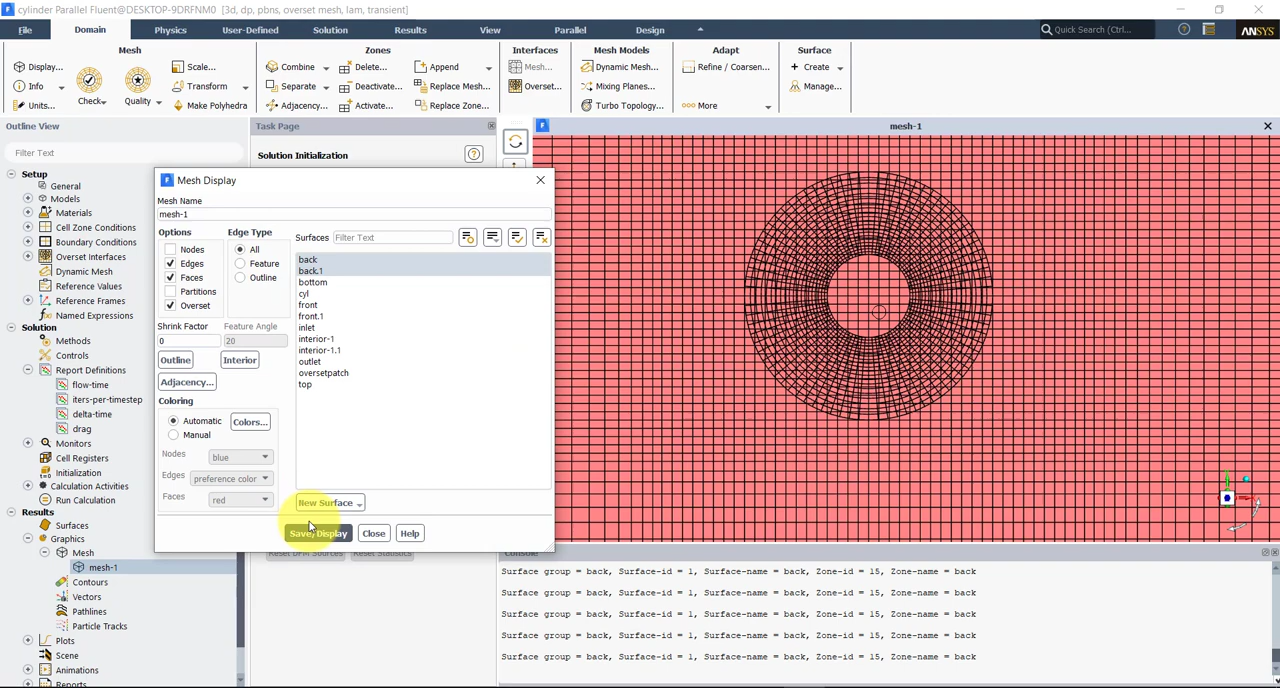 cylinder Parallel Fluent@DESKTOP-9DRFNM0 [3d, dp, pbns, overset mesh, lam, transient]
File Domain Physics User-Defined Solution Results View Parallel Design Quick Search (Ctrl... ANSYS
Mesh Zones Interfaces Mesh Models Adapt Surface
Display... Scale... Combine Delete... Append Mesh... Dynamic Mesh... Refine / Coarsen... Create
Info Check Quality Transform Separate Deactivate... Replace Mesh... Overset... Mixing Planes... Manage...
Units... Make Polyhedra Adjacency... Activate... Replace Zone... Turbo Topology... More
Outline View
Filter Text
Setup
General
Models
Materials
Cell Zone Conditions
Boundary Conditions
Overset Interfaces
Dynamic Mesh
Reference Values
Reference Frames
Named Expressions
Solution
Methods
Controls
Report Definitions
flow-time
iters-per-timestep
delta-time
drag
Monitors
Cell Registers
Initialization
Calculation Activities
Run Calculation
Results
Surfaces
Graphics
Mesh
mesh-1
Contours
Vectors
Pathlines
Particle Tracks
Plots
Scene
Animations
Reports
Task Page
Solution Initialization
Mesh Display
Mesh Name
mesh-1
Options
Nodes
Edges
Faces
Partitions
Overset
Edge Type
All
Feature
Outline
Shrink Factor Feature Angle
0 20
Outline Interior
Adjacency...
Coloring
Automatic Colors...
Manual
Nodes blue
Edges preference color
Faces red
Surfaces Filter Text
back
back.1
bottom
cyl
front
front.1
inlet
interior-1
interior-1.1
outlet
oversetpatch
top
New Surface
Save/Display Close Help
Reset DPM Sources Reset Statistics
mesh-1
Console
Surface group = back, Surface-id = 1, Surface-name = back, Zone-id = 15, Zone-name = back
Surface group = back, Surface-id = 1, Surface-name = back, Zone-id = 15, Zone-name = back
Surface group = back, Surface-id = 1, Surface-name = back, Zone-id = 15, Zone-name = back
Surface group = back, Surface-id = 1, Surface-name = back, Zone-id = 15, Zone-name = back
Surface group = back, Surface-id = 1, Surface-name = back, Zone-id = 15, Zone-name = back